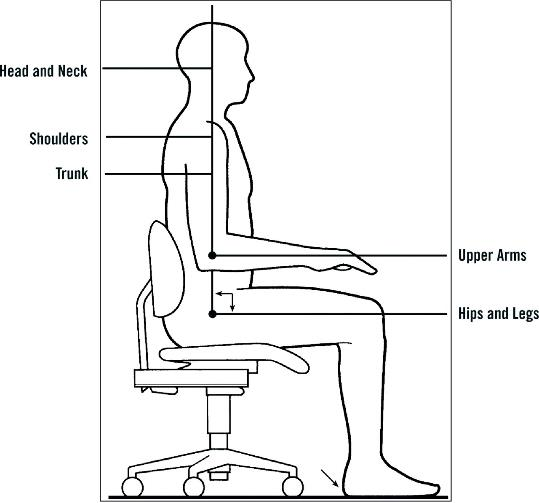 Head and Neck
Shoulders
Trunk
Upper Arms
Hips and Legs